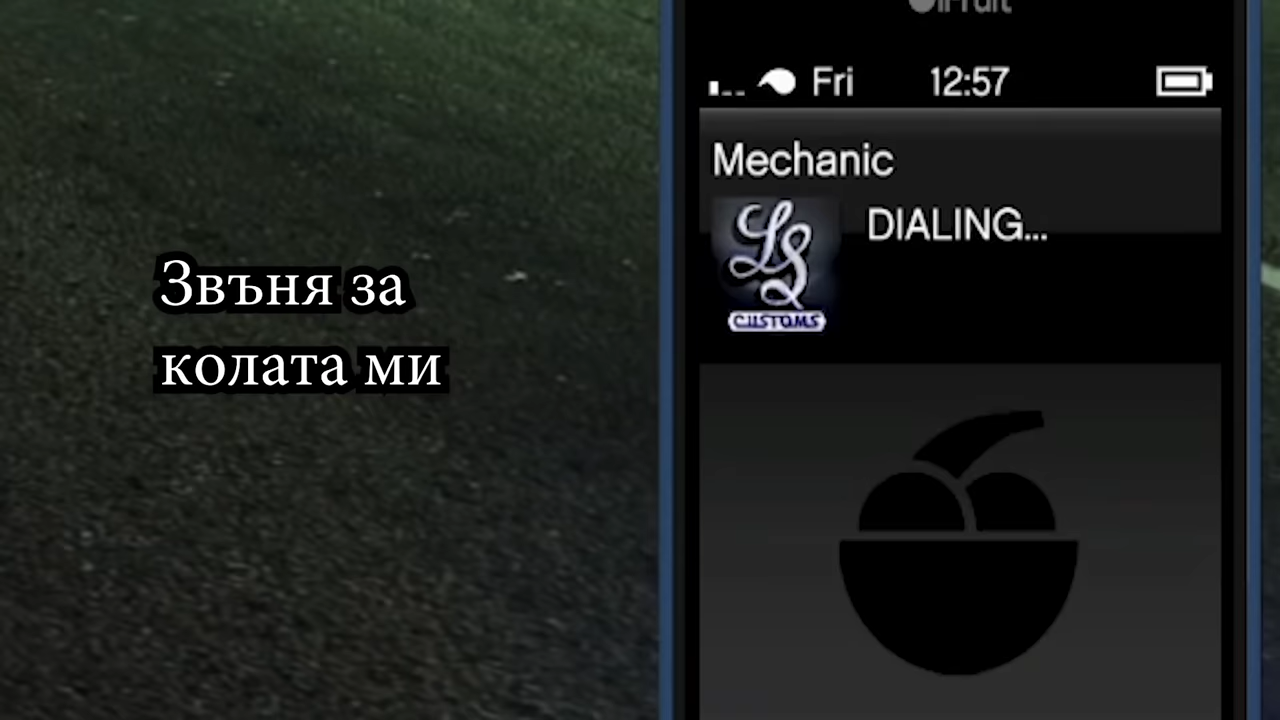 iFruit
Fri 12:57
Mechanic
DIALING...
LS
CUSTOMS
Звъня за
колата ми